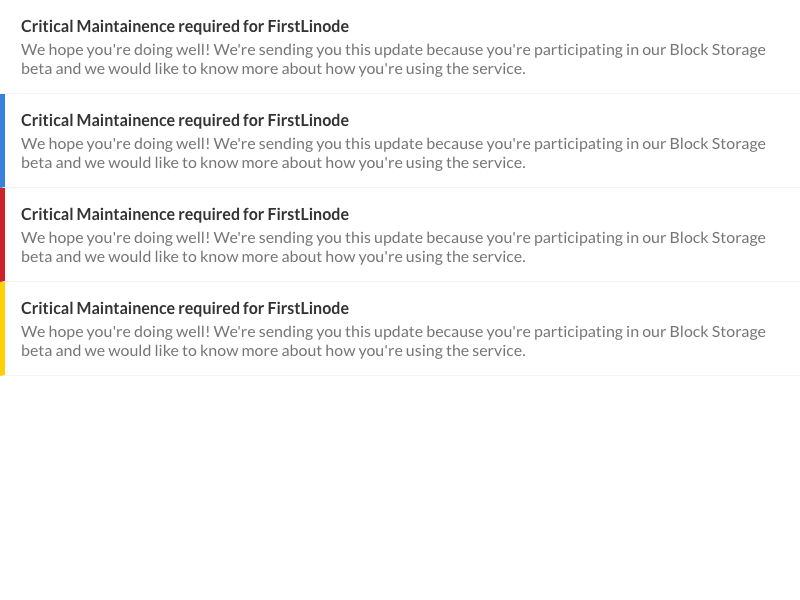 Critical Maintainence required for FirstLinode
We hope you're doing well! We're sending you this update because you're participating in our Block Storage
beta and we would like to know more about how you're using the service.
Critical Maintainence required for FirstLinode
We hope you're doing well! We're sending you this update because you're participating in our Block Storage
beta and we would like to know more about how you're using the service.
Critical Maintainence required for FirstLinode
We hope you're doing well! We're sending you this update because you're participating in our Block Storage
beta and we would like to know more about how you're using the service.
Critical Maintainence required for FirstLinode
We hope you're doing well! We're sending you this update because you're participating in our Block Storage
beta and we would like to know more about how you're using the service.